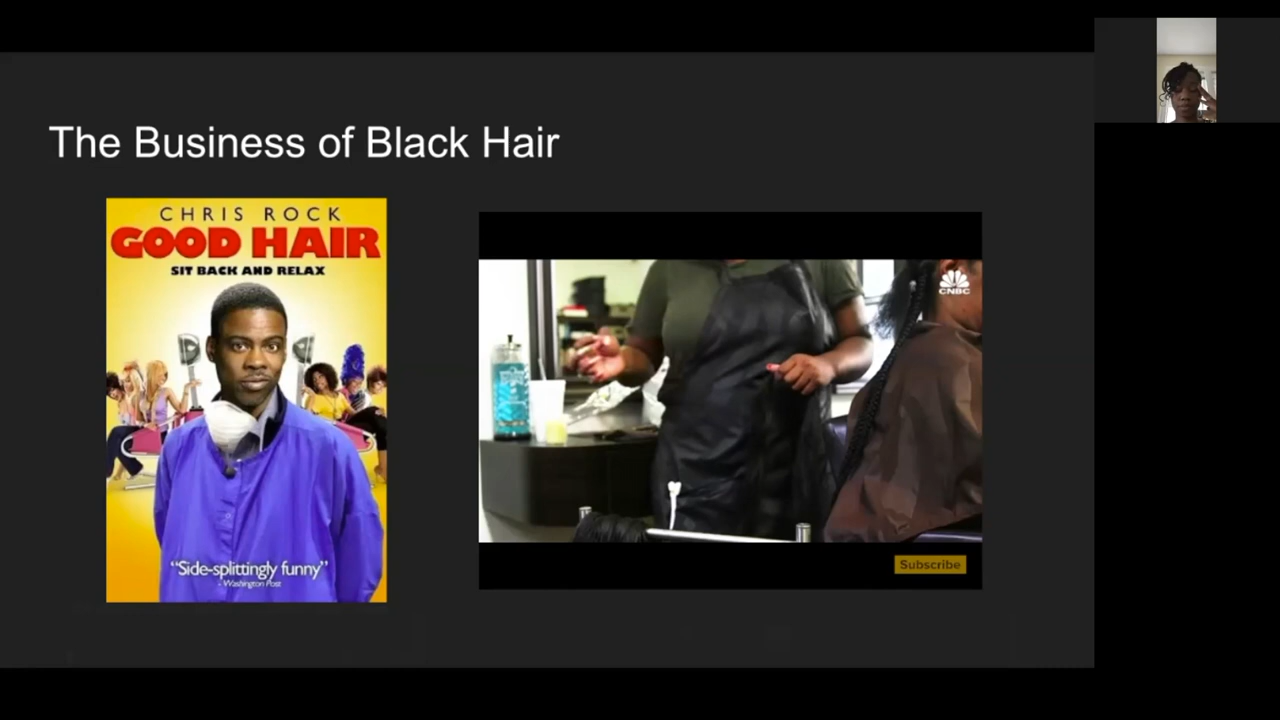 The Business of Black Hair
CHRIS ROCK
GOOD HAIR
SIT BACK AND RELAX
"Side-splittingly funny"
- Washington Post
CNBC
Subscribe